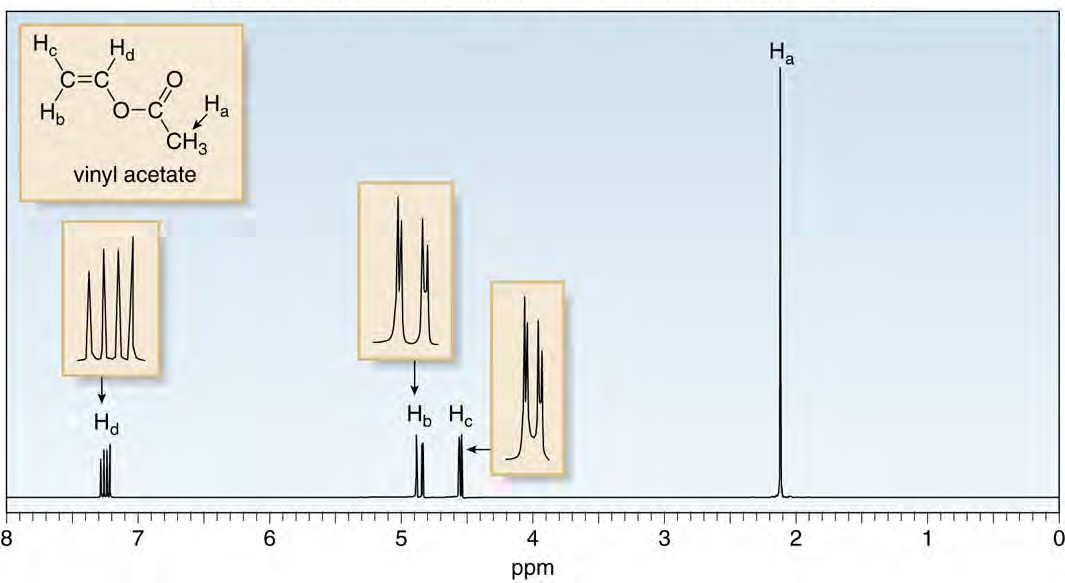 Hc
Hd
C=C
O
Hb
O–C
Ha
CH3
vinyl acetate
Ha
Hd
Hb
Hc
8 7 6 5 4 3 2 1 0
ppm